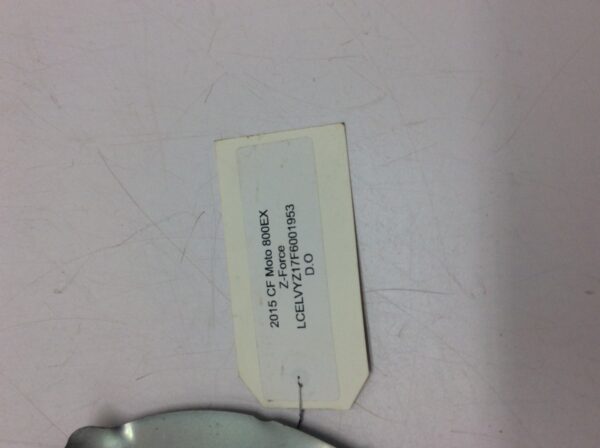 2015 CF Moto 800EX
Z-Force
LCELVYZ17F6001953
D.O